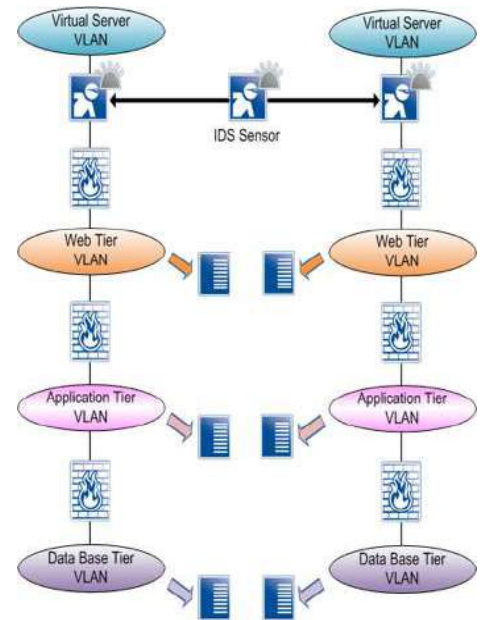 Virtual Server
VLAN
Virtual Server
VLAN
IDS Sensor
Web Tier
VLAN
Web Tier
VLAN
Application Tier
VLAN
Application Tier
VLAN
Data Base Tier
VLAN
Data Base Tier
VLAN